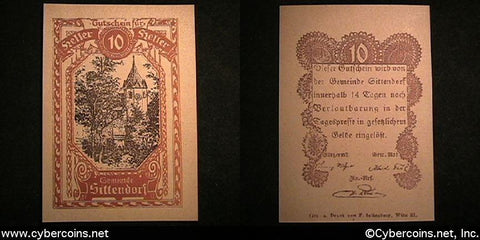 Gutschein für
Heller 10 Heller
Gemeinde
Sittendorf
10
Dieser Gutschein wird von
der Gemeinde Sittendorf
innerhalb 14 Tagen nach
Verlautbarung in der
Tagespresse in gesetzlichem
Gelde eingelöst.
www.cybercoins.net
©Cybercoins.net, Inc.